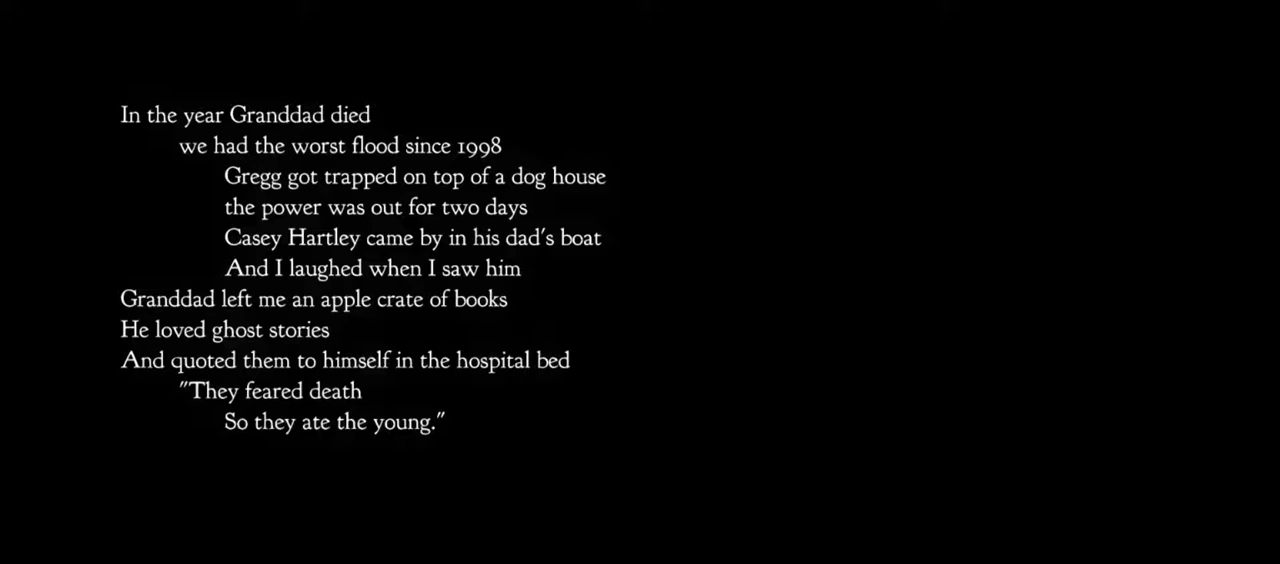 In the year Granddad died
we had the worst flood since 1998
Gregg got trapped on top of a dog house
the power was out for two days
Casey Hartley came by in his dad's boat
And I laughed when I saw him
Granddad left me an apple crate of books
He loved ghost stories
And quoted them to himself in the hospital bed
"They feared death
So they ate the young."